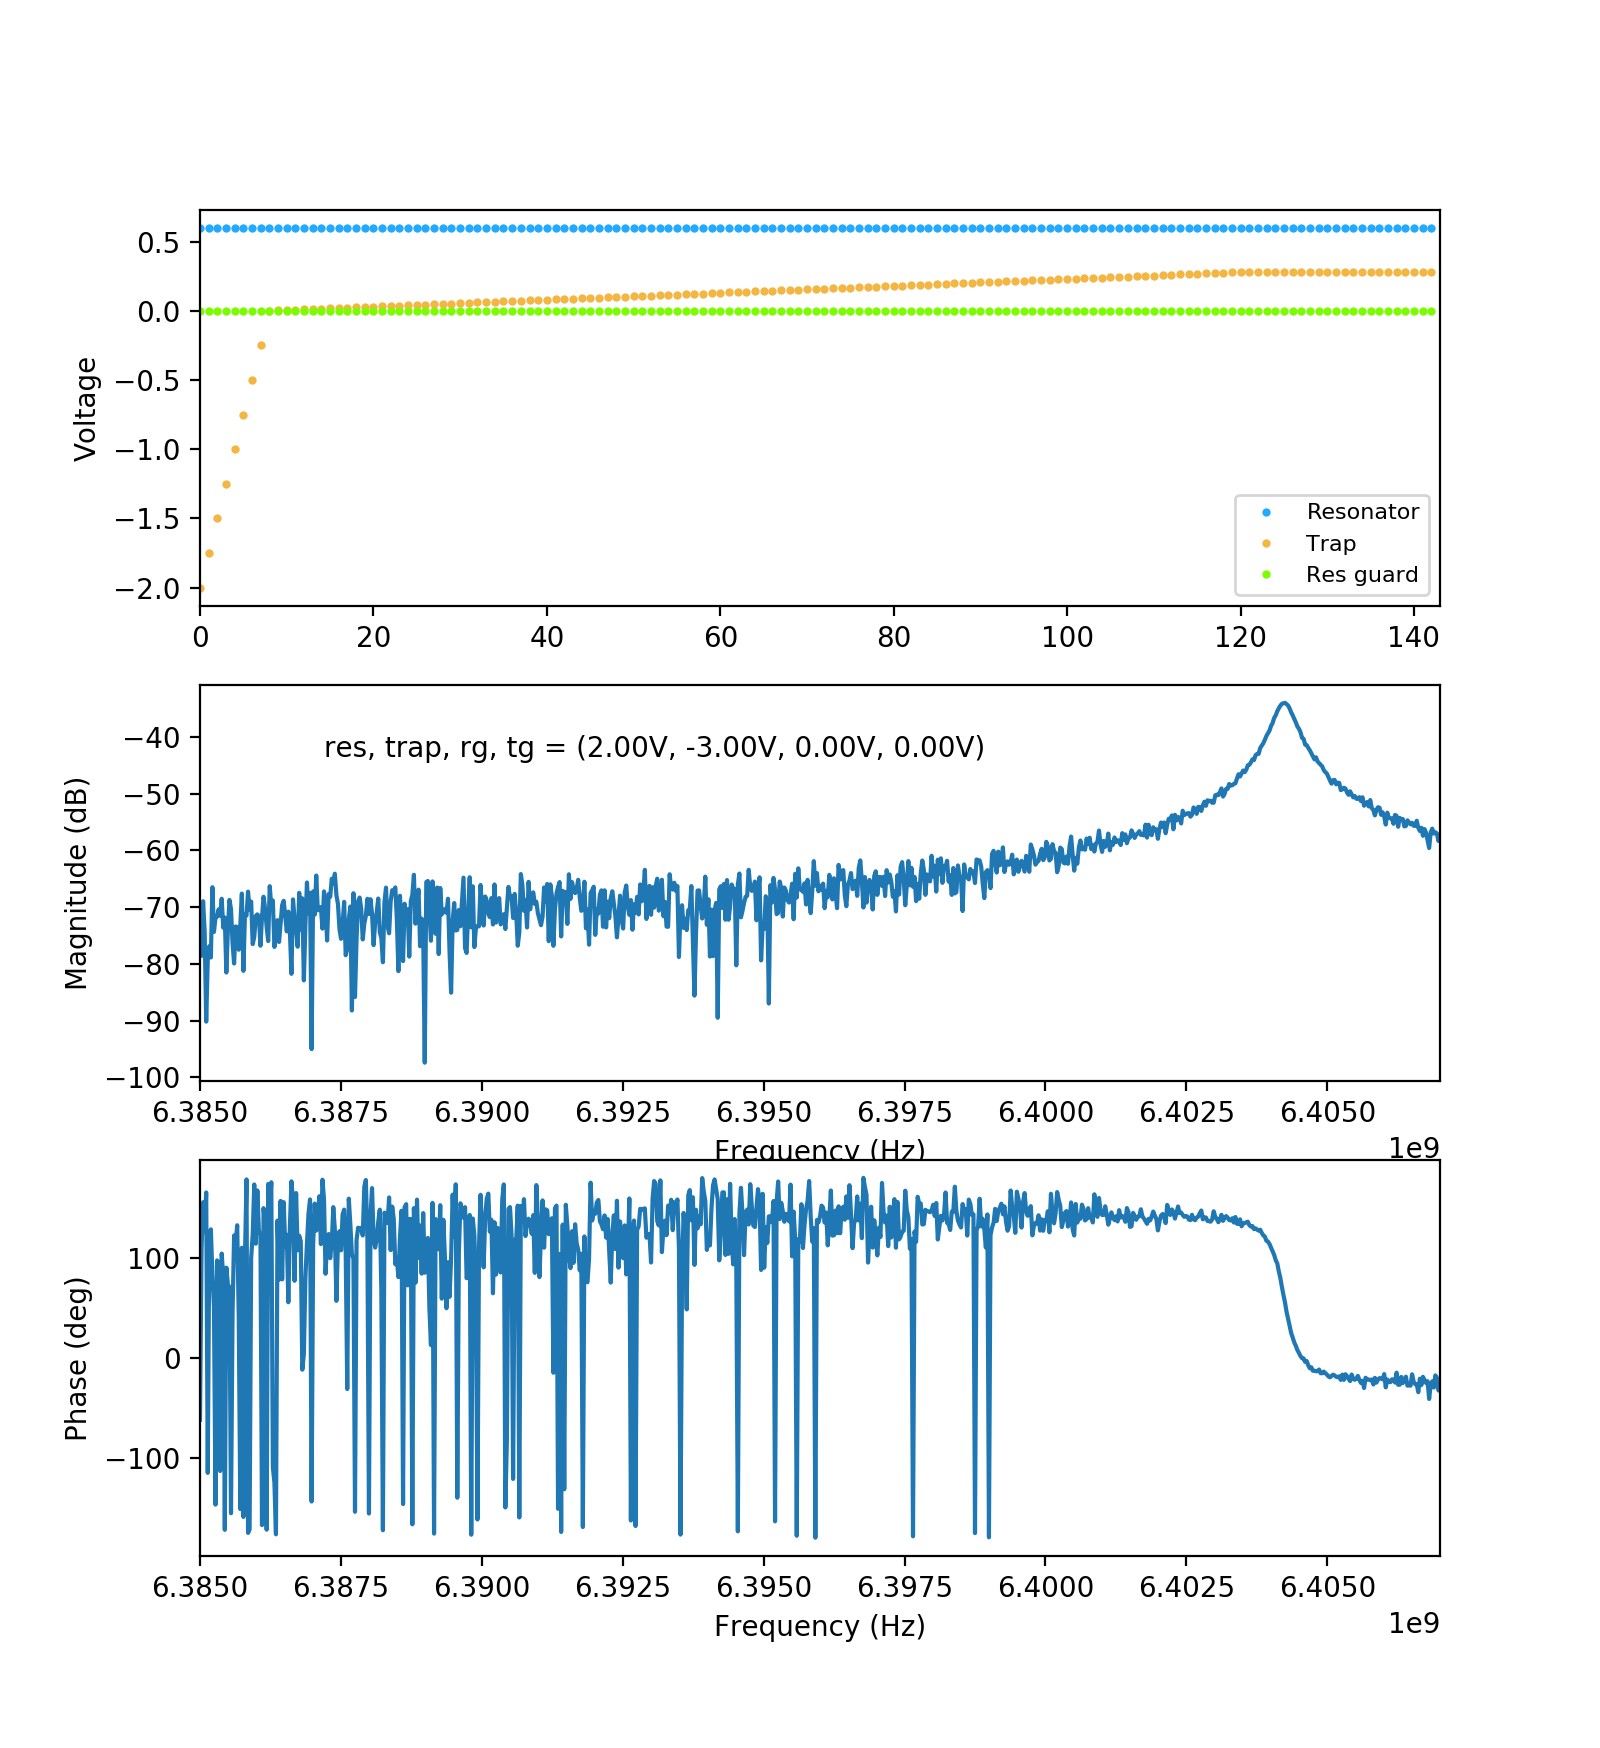 0.5
0.0
−0.5
−1.0
−1.5
−2.0
Voltage
Resonator
Trap
Res guard
0 20 40 60 80 100 120 140
res, trap, rg, tg = (2.00V, -3.00V, 0.00V, 0.00V)
−40
−50
−60
−70
−80
−90
−100
Magnitude (dB)
6.3850 6.3875 6.3900 6.3925 6.3950 6.3975 6.4000 6.4025 6.4050
Frequency (Hz)
1e9
100
0
−100
Phase (deg)
6.3850 6.3875 6.3900 6.3925 6.3950 6.3975 6.4000 6.4025 6.4050
Frequency (Hz)
1e9